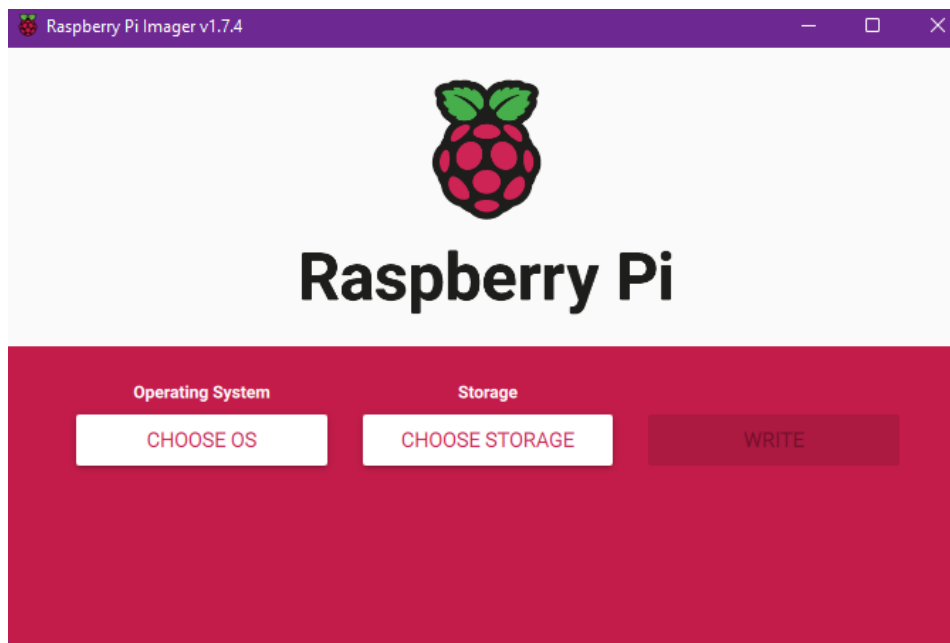 Raspberry Pi Imager v1.7.4
Raspberry Pi
Operating System
Storage
CHOOSE OS
CHOOSE STORAGE
WRITE